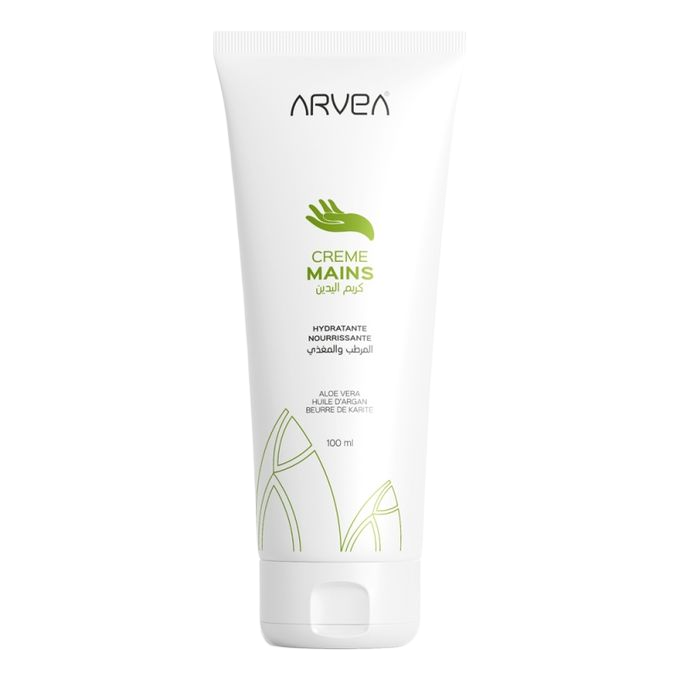 ARVEA®
CREME
MAINS
كريم اليدين
HYDRATANTE
NOURRISSANTE
المرطب والمغذي
ALOE VERA
HUILE D'ARGAN
BEURRE DE KARITE
100 ml